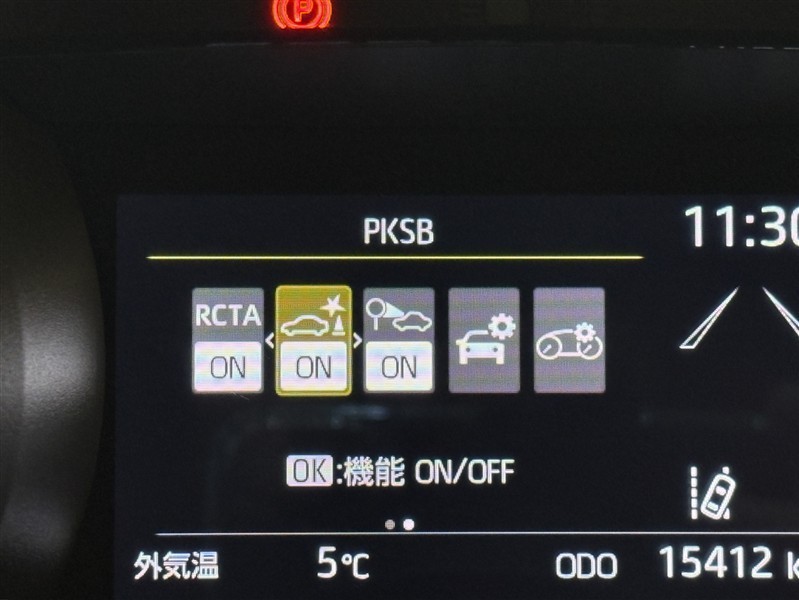 P
PKSB
11:30
RCTA
ON
ON
ON
OK:機能 ON/OFF
外気温 5℃ ODO 15412 k